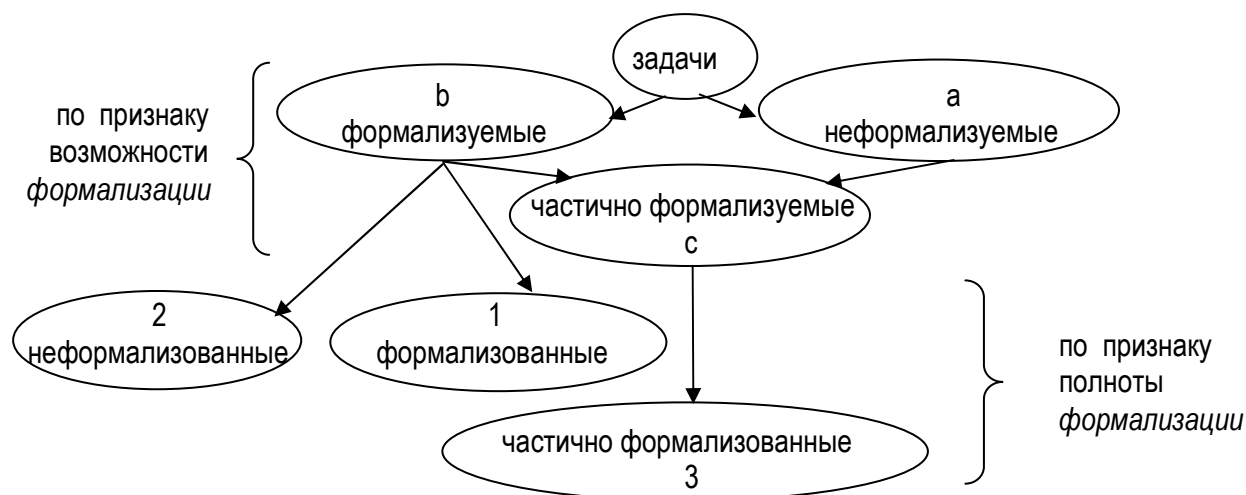 задачи
b
формализуемые
a
неформализуемые
по признаку
возможности
формализации
частично формализуемые
c
2
неформализованные
1
формализованные
по признаку
полноты
формализации
частично формализованные
3